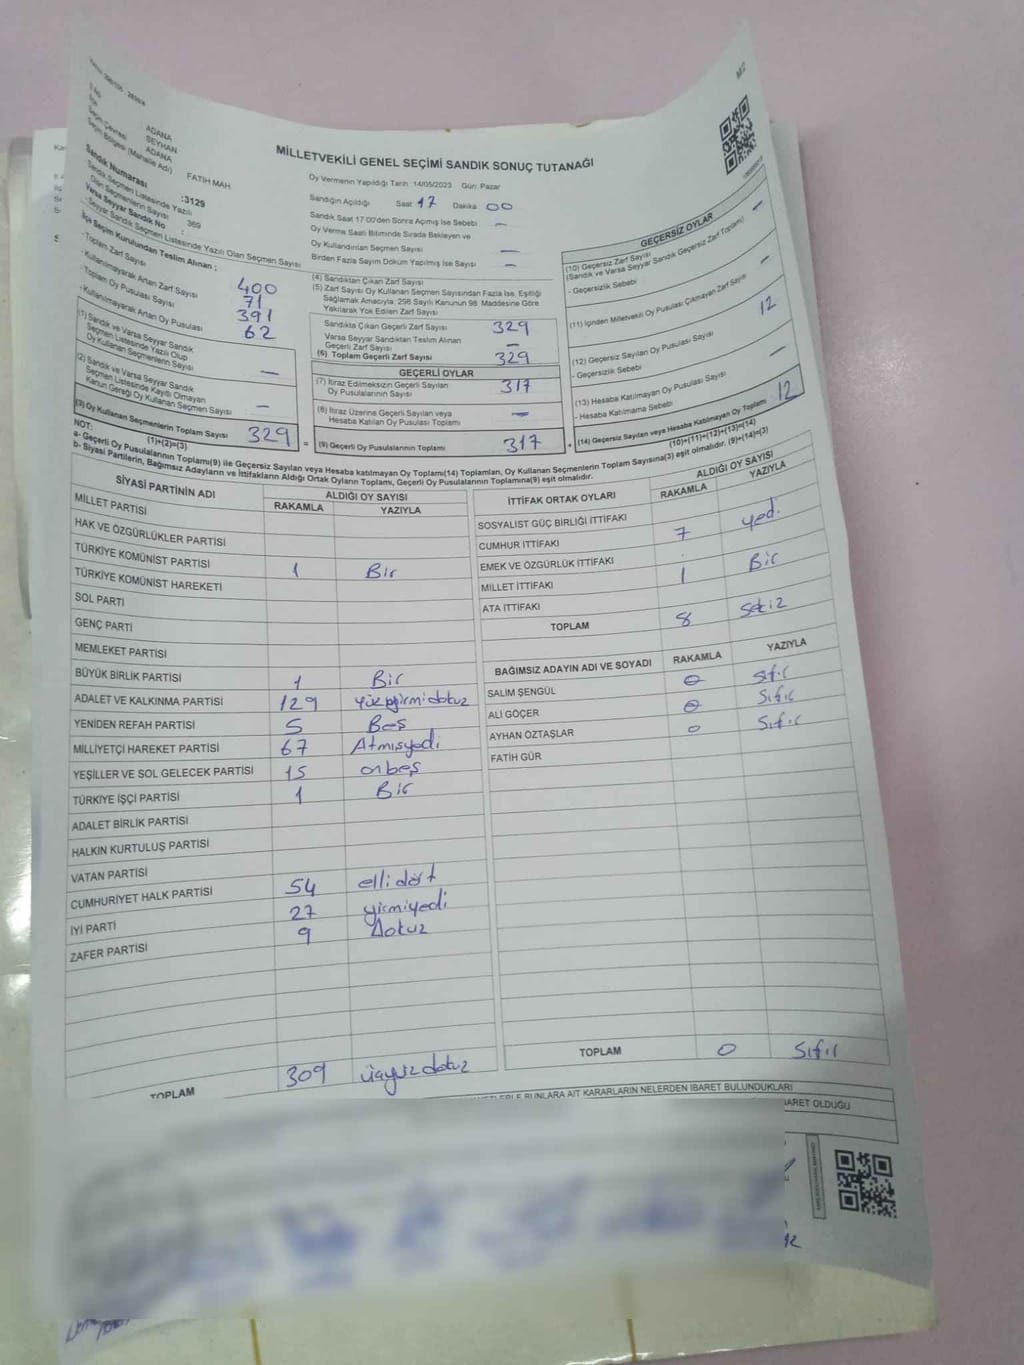 ADANA
SEYHAN
ADANA
Seçim Bölgesi (Mahalle Adı) FATİH MAH
Sandık Numarası :3129
Sandık Seçmen Listesinde Yazılı
Olan Seçmenlerin Sayısı 369
Varsa Seyyar Sandık No :
- Seyyar Sandık Listesinde Yazılı Olan Seçmen Sayısı
MİLLETVEKİLİ GENEL SEÇİMİ SANDIK SONUÇ TUTANAĞI
Oy Vermenin Yapıldığı Tarih: 14/05/2023 Gün: Pazar
Sandığın Açıldığı Saat 17 Dakika 00
Sandık Saat 17.00'den Sonra Açılmış İse Sebebi —
Oy Verme Saati Bitiminde Sırada Bekleyen ve
Oy Kullandırılan Seçmen Sayısı —
Birden Fazla Sayım Döküm Yapılmış İse Sayısı —
İlçe Seçim Kurulundan Teslim Alınan ;
-Toplam Zarf Sayısı 400
- Kullanılmayarak Artan Zarf Sayısı 71
-Toplam Oy Pusulası Sayısı 391
- Kullanılmayarak Artan Oy Pusulası 62
(1) Sandık ve Varsa Seyyar Sandık
Seçmen Listesinde Yazılı Olup
Oy Kullanan Seçmenlerin Sayısı —
(2) Sandık ve Varsa Seyyar Sandık
Seçmen Listesinde Kayıtlı Olmayan
Kanun Gereği Oy Kullanan Seçmen Sayısı —
(3) Oy Kullanan Seçmenlerin Toplam Sayısı 329
(1)+(2)=(3)
(4) Sandıktan Çıkan Zarf Sayısı
(5) Zarf Sayısı Oy Kullanan Seçmen Sayısından Fazla İse, Eşitliği
Sağlamak Amacıyla; 298 Sayılı Kanunun 98. Maddesine Göre
Yakılarak Yok Edilen Zarf Sayısı
Sandıkta Çıkan Geçerli Zarf Sayısı 329
Varsa Seyyar Sandıktan Teslim Alınan
Geçerli Zarf Sayısı —
(6) Toplam Geçerli Zarf Sayısı 329
GEÇERLİ OYLAR
(7) İtiraz Edilmeksizin Geçerli Sayılan
Oy Pusulalarının Sayısı 317
(8) İtiraz Üzerine Geçerli Sayılan veya
Hesaba Katılan Oy Pusulası Toplamı —
= (9) Geçerli Oy Pusulalarının Toplamı 317 +
GEÇERSİZ OYLAR
(10) Geçersiz Zarf Sayısı
(Sandık ve Varsa Seyyar Sandık Geçersiz Zarf Toplamı) —
- Geçersizlik Sebebi
(11) İçinden Milletvekili Oy Pusulası Çıkmayan Zarf Sayısı —
(12) Geçersiz Sayılan Oy Pusulası Sayısı 12
- Geçersizlik Sebebi
(13) Hesaba Katılmayan Oy Pusulası Sayısı —
- Hesaba Katılmama Sebebi
(14) Geçersiz Sayılan veya Hesaba Katılmayan Oy Toplamı 12
(10)+(11)+(12)+(13)=(14)
NOT:
a- Geçerli Oy Pusulalarının Toplamı(9) ile Geçersiz Sayılan veya Hesaba katılmayan Oy Toplamı(14) Toplamları, Oy Kullanan Seçmenlerin Toplam Sayısına(3) eşit olmalıdır. (9)+(14)=(3)
b- Siyasi Partilerin, Bağımsız Adayların ve İttifakların Aldığı Ortak Oyların Toplamı, Geçerli Oy Pusulalarının Toplamına(9) eşit olmalıdır.
SİYASİ PARTİNİN ADI
ALDIĞI OY SAYISI
RAKAMLA YAZIYLA
MİLLET PARTİSİ
HAK VE ÖZGÜRLÜKLER PARTİSİ
TÜRKİYE KOMÜNİST PARTİSİ 1 Bir
TÜRKİYE KOMÜNİST HAREKETİ
SOL PARTİ
GENÇ PARTİ
MEMLEKET PARTİSİ
BÜYÜK BİRLİK PARTİSİ 1 Bir
ADALET VE KALKINMA PARTİSİ 129 yüzyirmidokuz
YENİDEN REFAH PARTİSİ 5 Beş
MİLLİYETÇİ HAREKET PARTİSİ 67 Atmışyedi
YEŞİLLER VE SOL GELECEK PARTİSİ 15 onbeş
TÜRKİYE İŞÇİ PARTİSİ 1 Bir
ADALET BİRLİK PARTİSİ
HALKIN KURTULUŞ PARTİSİ
VATAN PARTİSİ
CUMHURİYET HALK PARTİSİ 54 elli dört
İYİ PARTİ 27 yirmiyedi
ZAFER PARTİSİ 9 Dokuz
TOPLAM 309 üçyüzdokuz
İTTİFAK ORTAK OYLARI
ALDIĞI OY SAYISI
RAKAMLA YAZIYLA
SOSYALİST GÜÇ BİRLİĞİ İTTİFAKI
CUMHUR İTTİFAKI 7 yedi
EMEK VE ÖZGÜRLÜK İTTİFAKI
MİLLET İTTİFAKI 1 Bir
ATA İTTİFAKI
TOPLAM 8 sekiz
BAĞIMSIZ ADAYIN ADI VE SOYADI RAKAMLA YAZIYLA
SALİM ŞENGÜL 0 Sıfır
ALİ GÖÇER 0 Sıfır
AYHAN ÖZTAŞLAR 0 Sıfır
FATİH GÜR
TOPLAM 0 Sıfır
BUNLARA AİT KARARLARIN NELERDEN İBARET BULUNDUKLARI